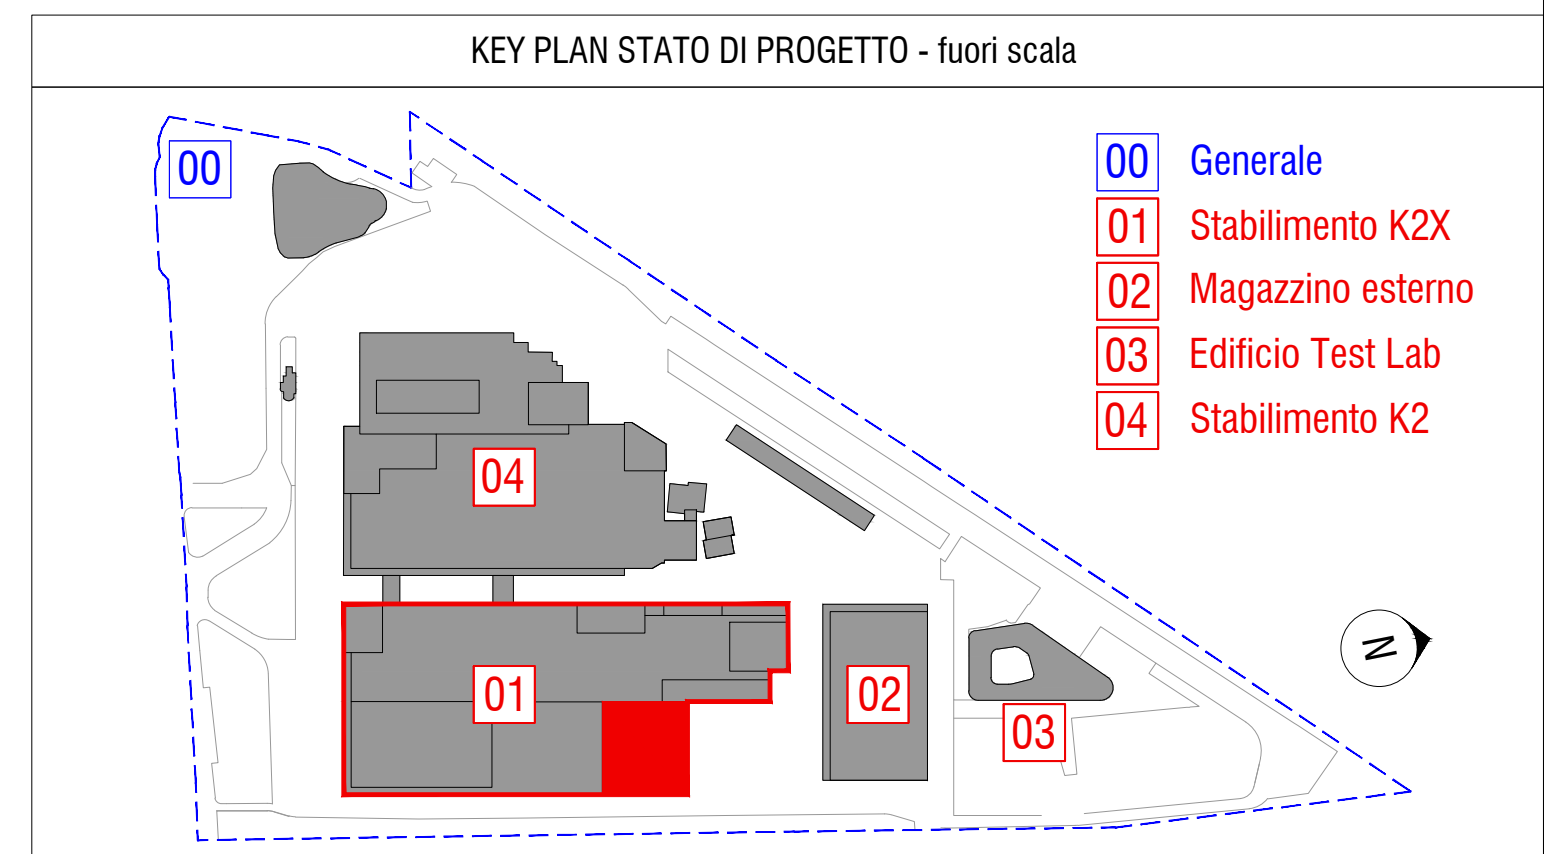 KEY PLAN STATO DI PROGETTO - fuori scala
00
00 Generale
01 Stabilimento K2X
02 Magazzino esterno
03 Edificio Test Lab
04 Stabilimento K2
04
01
02
03
N